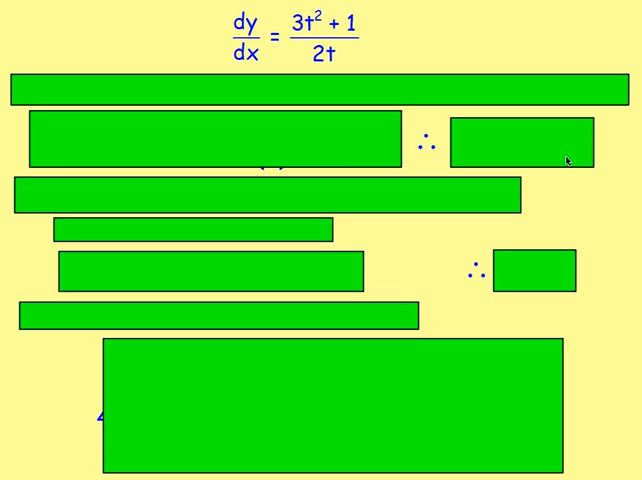 dy/dx = (3t² + 1)/2t
∴
∴